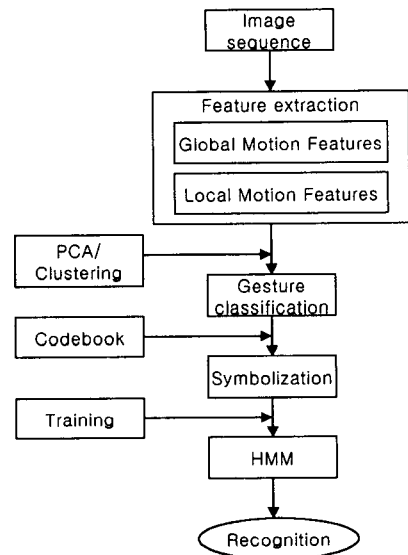 Image
sequence
Feature extraction
Global Motion Features
Local Motion Features
PCA/
Clustering
Gesture
classification
Codebook
Symbolization
Training
HMM
Recognition